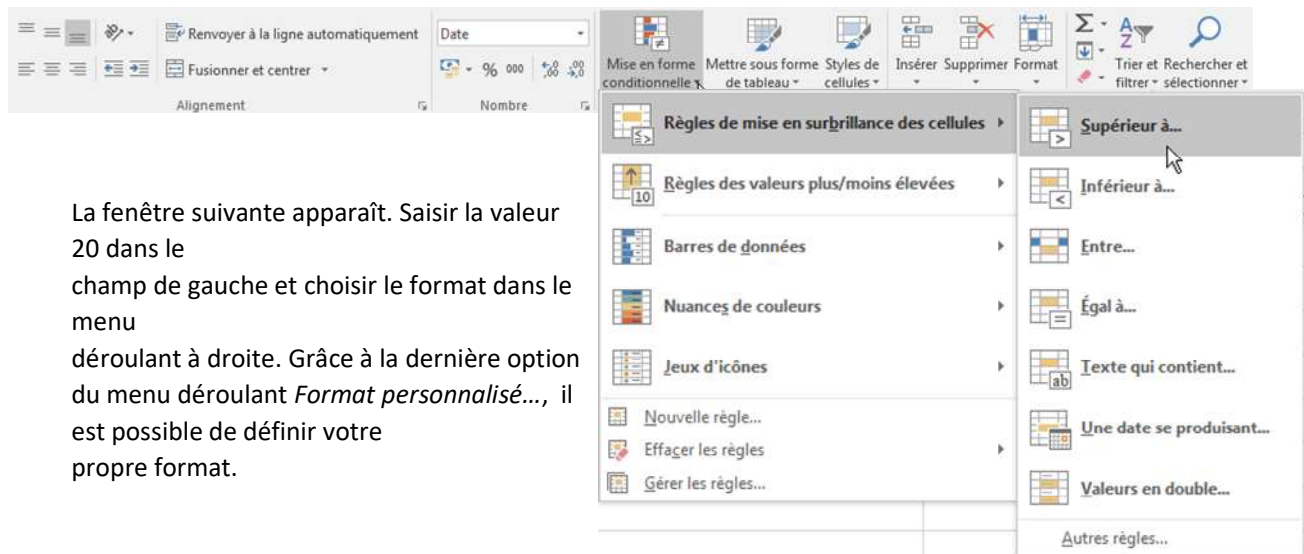 Renvoyer à la ligne automatiquement
Fusionner et centrer
Alignement
Date
% 000 ,00 ,00
Nombre
Mise en forme conditionnelle
Mettre sous forme de tableau
Styles de cellules
Insérer Supprimer Format
Trier et filtrer
Rechercher et sélectionner
Règles de mise en surbrillance des cellules
Règles des valeurs plus/moins élevées
10
Barres de données
Nuances de couleurs
Jeux d'icônes
Nouvelle règle...
Effacer les règles
Gérer les règles...
Supérieur à...
Inférieur à...
Entre...
Égal à...
ab Texte qui contient...
Une date se produisant...
Valeurs en double...
Autres règles...
La fenêtre suivante apparaît. Saisir la valeur
20 dans le
champ de gauche et choisir le format dans le
menu
déroulant à droite. Grâce à la dernière option
du menu déroulant Format personnalisé…, il
est possible de définir votre
propre format.